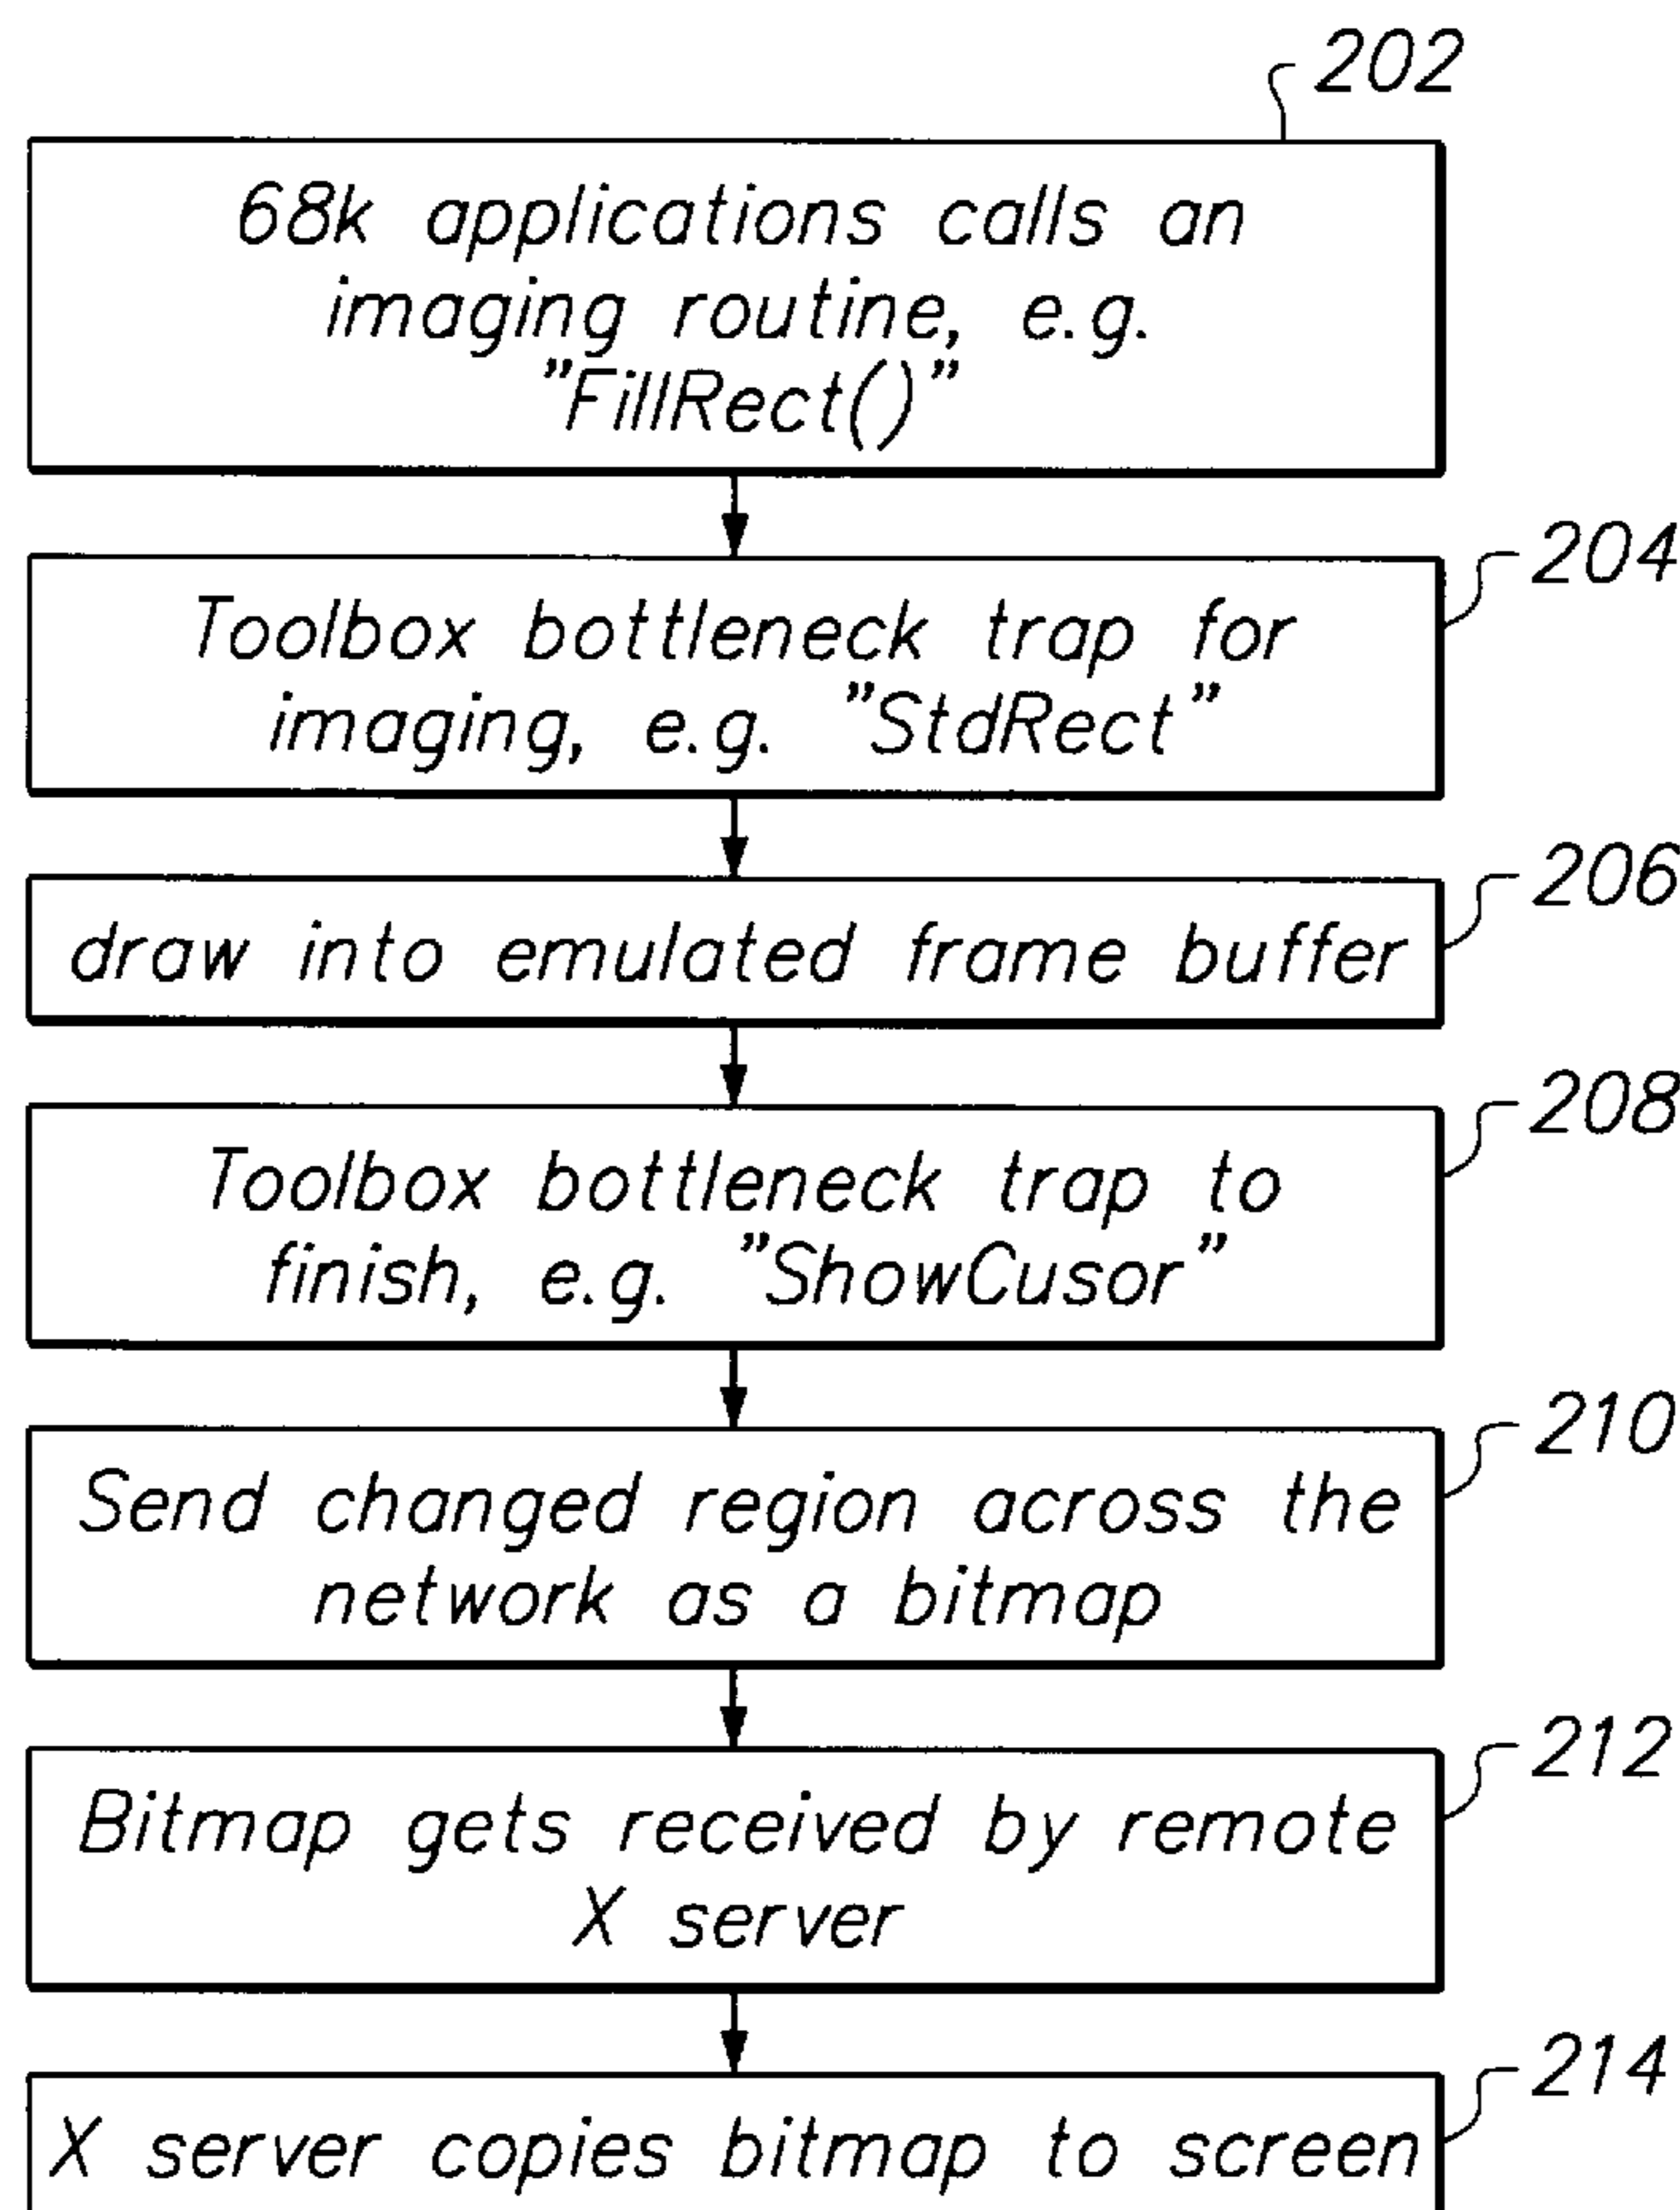 202
68k applications calls an
imaging routine, e.g.
"FillRect()"
204
Toolbox bottleneck trap for
imaging, e.g. "StdRect"
206
draw into emulated frame buffer
208
Toolbox bottleneck trap to
finish, e.g. "ShowCusor"
210
Send changed region across the
network as a bitmap
212
Bitmap gets received by remote
X server
214
X server copies bitmap to screen